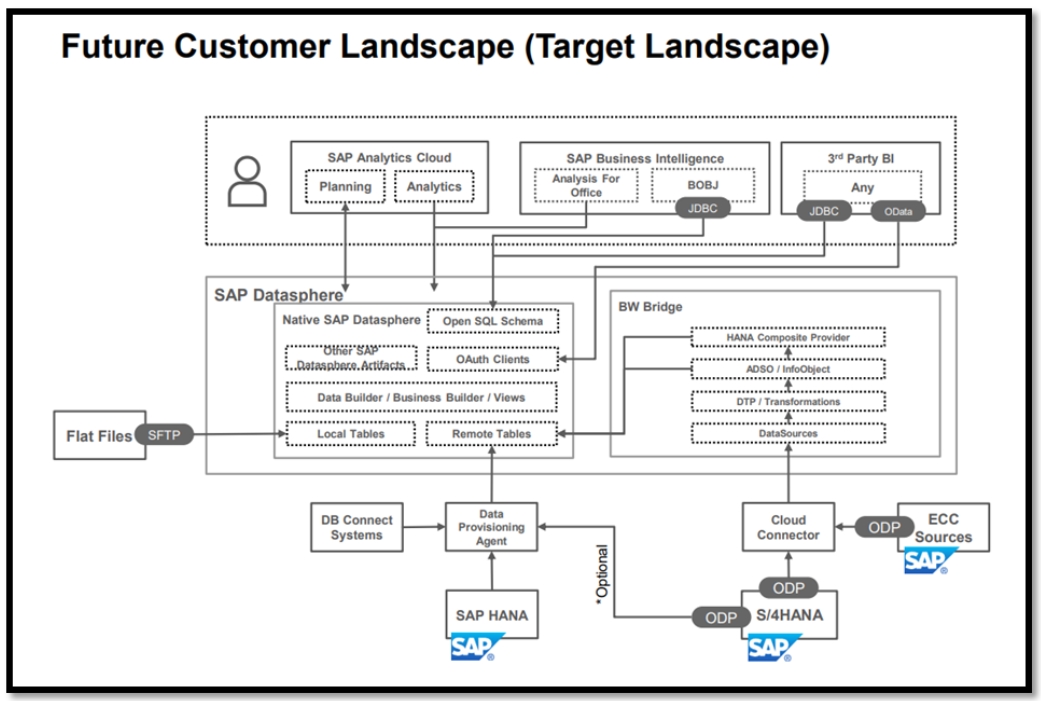 Future Customer Landscape (Target Landscape)
SAP Analytics Cloud
Planning
Analytics
SAP Business Intelligence
Analysis For
Office
BOBJ
JDBC
3rd Party BI
Any
JDBC
OData
SAP Datasphere
Native SAP Datasphere
Open SQL Schema
Other SAP
Datasphere Artifacts
OAuth Clients
Data Builder / Business Builder / Views
Local Tables
Remote Tables
BW Bridge
HANA Composite Provider
ADSO / InfoObject
DTP / Transformations
DataSources
Flat Files
SFTP
DB Connect
Systems
Data
Provisioning
Agent
Cloud
Connector
ODP
ECC
Sources
SAP®
*Optional
SAP HANA
SAP®
ODP
ODP
S/4HANA
SAP®